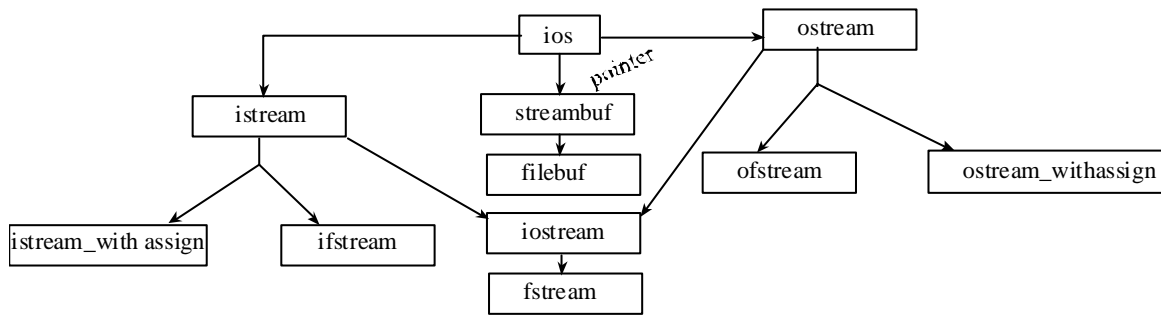 ios
ostream
pointer
istream
streambuf
filebuf
ofstream
ostream_withassign
istream_with assign
ifstream
iostream
fstream